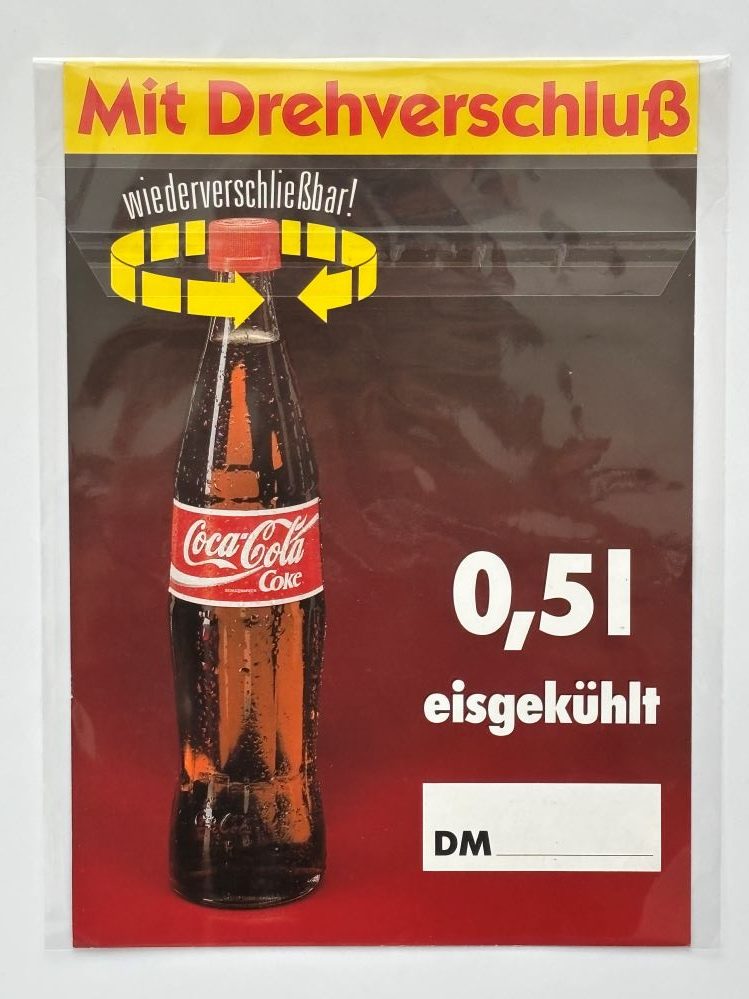 Mit Drehverschluß
wiederverschließbar!
Coca-Cola
Coke
0,5l
eisgekühlt
DM